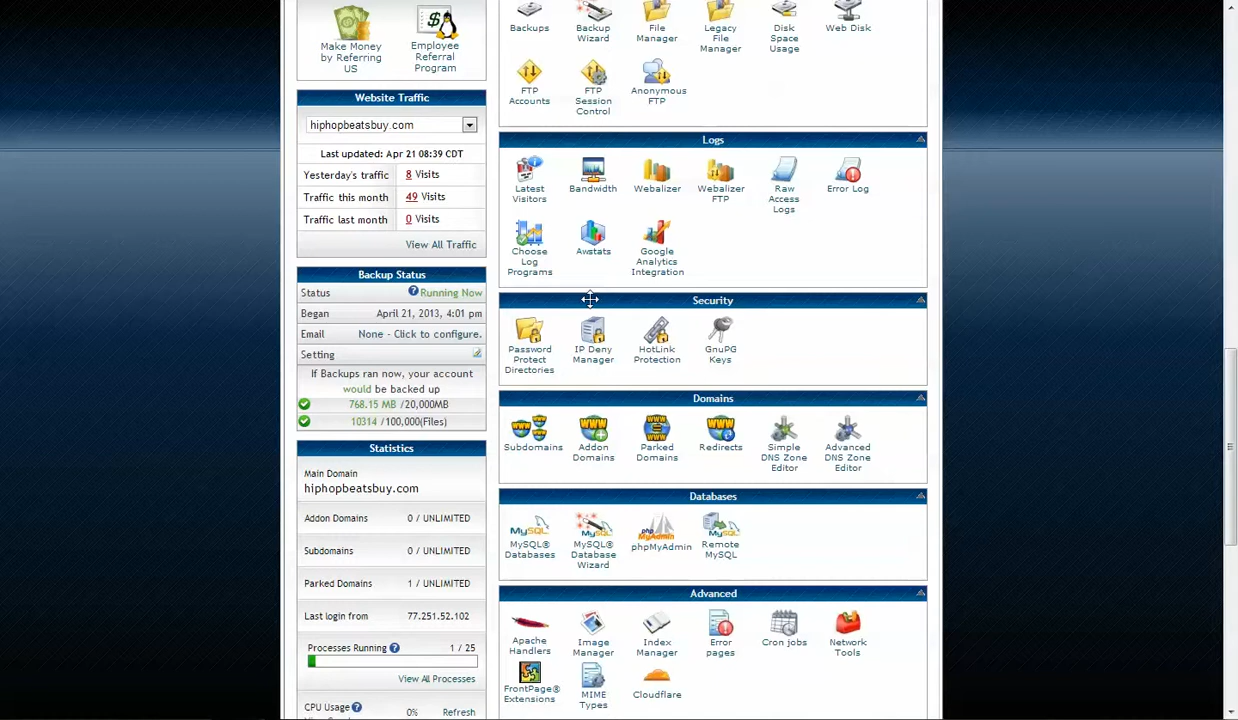 Make Money
by Referring
US
Employee
Referral
Program
Website Traffic
hiphopbeatsbuy.com
Last updated: Apr 21 08:39 CDT
Yesterday's traffic 8 Visits
Traffic this month 49 Visits
Traffic last month 0 Visits
View All Traffic
Backup Status
Status Running Now
Began April 21, 2013, 4:01 pm
Email None - Click to configure.
Setting
If Backups ran now, your account
would be backed up
768.15 MB /20,000MB
10314 /100,000(Files)
Statistics
Main Domain
hiphopbeatsbuy.com
Addon Domains 0 / UNLIMITED
Subdomains 0 / UNLIMITED
Parked Domains 1 / UNLIMITED
Last login from 77.251.52.102
Processes Running 1 / 25
View All Processes
CPU Usage 0% Refresh
Backups
Backup
Wizard
File
Manager
Legacy
File
Manager
Disk
Space
Usage
Web Disk
FTP
Accounts
FTP
Session
Control
Anonymous
FTP
Logs
Latest
Visitors
Bandwidth
Webalizer
Webalizer
FTP
Raw
Access
Logs
Error Log
Choose
Log
Programs
Awstats
Google
Analytics
Integration
Security
Password
Protect
Directories
IP Deny
Manager
HotLink
Protection
GnuPG
Keys
Domains
Subdomains
Addon
Domains
Parked
Domains
Redirects
Simple
DNS Zone
Editor
Advanced
DNS Zone
Editor
Databases
MySQL®
Databases
MySQL®
Database
Wizard
phpMyAdmin
Remote
MySQL
Advanced
Apache
Handlers
Image
Manager
Index
Manager
Error
pages
Cron jobs
Network
Tools
FrontPage®
Extensions
MIME
Types
Cloudflare